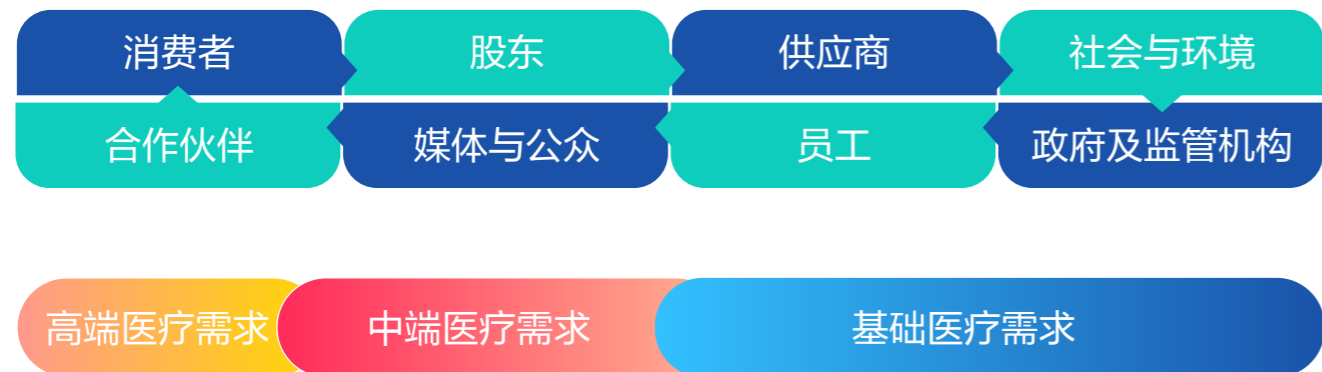 消费者 股东 供应商 社会与环境
合作伙伴 媒体与公众 员工 政府及监管机构
高端医疗需求 中端医疗需求 基础医疗需求